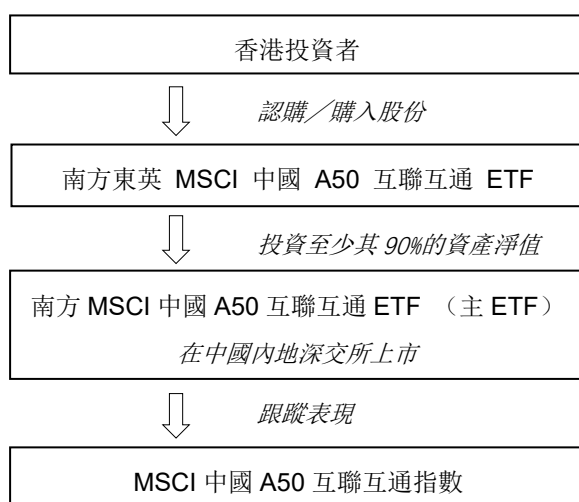 香港投資者
認購／購入股份
南方東英 MSCI 中國 A50 互聯互通 ETF
投資至少其 90%的資產淨值
南方 MSCI 中國 A50 互聯互通 ETF （主 ETF）
在中國內地深交所上市
跟蹤表現
MSCI 中國 A50 互聯互通指數